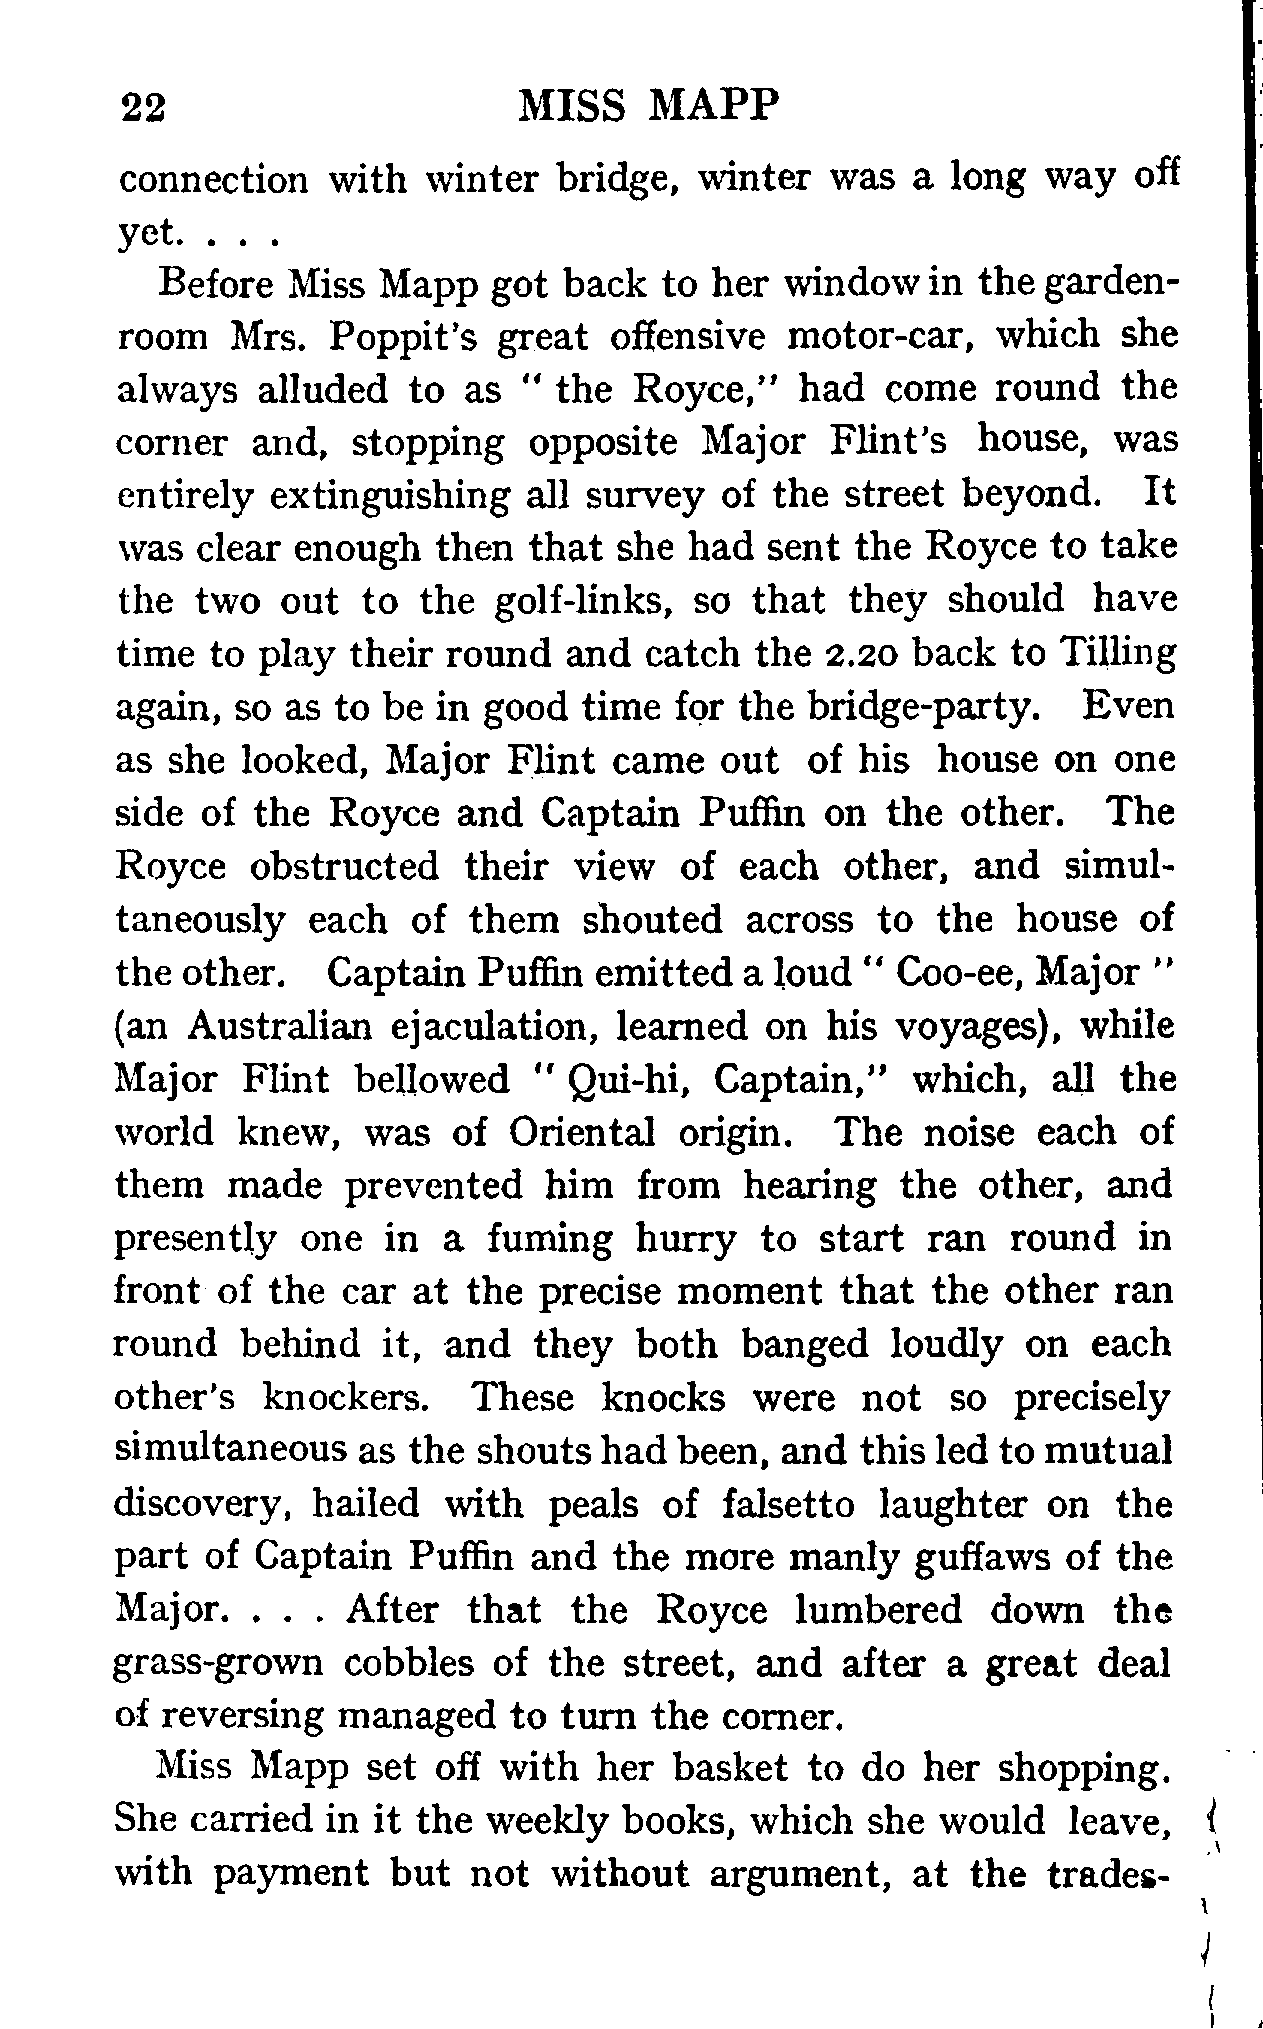 22 MISS MAPP
connection with winter bridge, winter was a long way off
yet. . . .
Before Miss Mapp got back to her window in the garden-
room Mrs. Poppit's great offensive motor-car, which she
always alluded to as " the Royce," had come round the
corner and, stopping opposite Major Flint's house, was
entirely extinguishing all survey of the street beyond. It
was clear enough then that she had sent the Royce to take
the two out to the golf-links, so that they should have
time to play their round and catch the 2.20 back to Tilling
again, so as to be in good time for the bridge-party. Even
as she looked, Major Flint came out of his house on one
side of the Royce and Captain Puffin on the other. The
Royce obstructed their view of each other, and simul-
taneously each of them shouted across to the house of
the other. Captain Puffin emitted a loud " Coo-ee, Major "
(an Australian ejaculation, learned on his voyages), while
Major Flint bellowed " Qui-hi, Captain," which, all the
world knew, was of Oriental origin. The noise each of
them made prevented him from hearing the other, and
presently one in a fuming hurry to start ran round in
front of the car at the precise moment that the other ran
round behind it, and they both banged loudly on each
other's knockers. These knocks were not so precisely
simultaneous as the shouts had been, and this led to mutual
discovery, hailed with peals of falsetto laughter on the
part of Captain Puffin and the more manly guffaws of the
Major. . . . After that the Royce lumbered down the
grass-grown cobbles of the street, and after a great deal
of reversing managed to turn the corner.
Miss Mapp set off with her basket to do her shopping.
She carried in it the weekly books, which she would leave,
with payment but not without argument, at the trades-